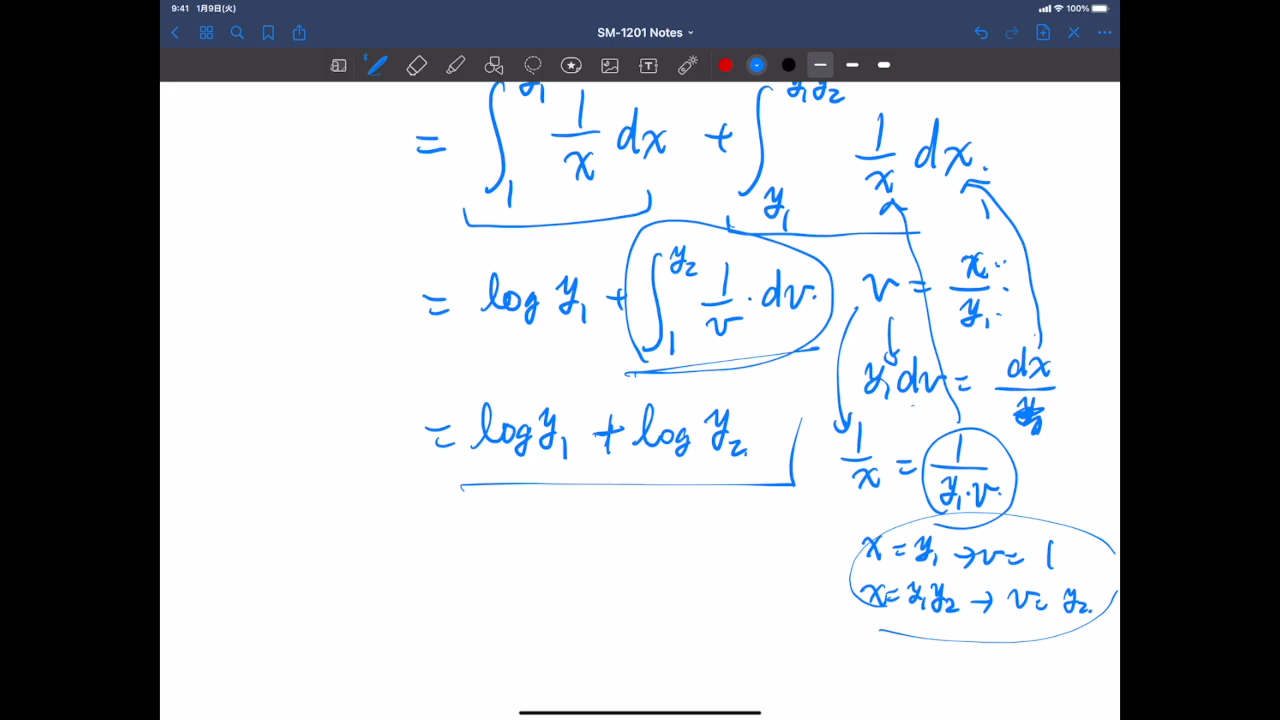 9:41 1月9日(火) 100%
SM-1201 Notes
= ∫₁^{y₁} 1/x dx + ∫_{y₁}^{y₁y₂} 1/x dx.
= log y₁ + ∫₁^{y₂} 1/v · dv.
v = x/y₁
y₁dv = dx
= log y₁ + log y₂.
1/x = 1/(y₁·v.)
x = y₁ → v = 1
x = y₁y₂ → v = y₂.